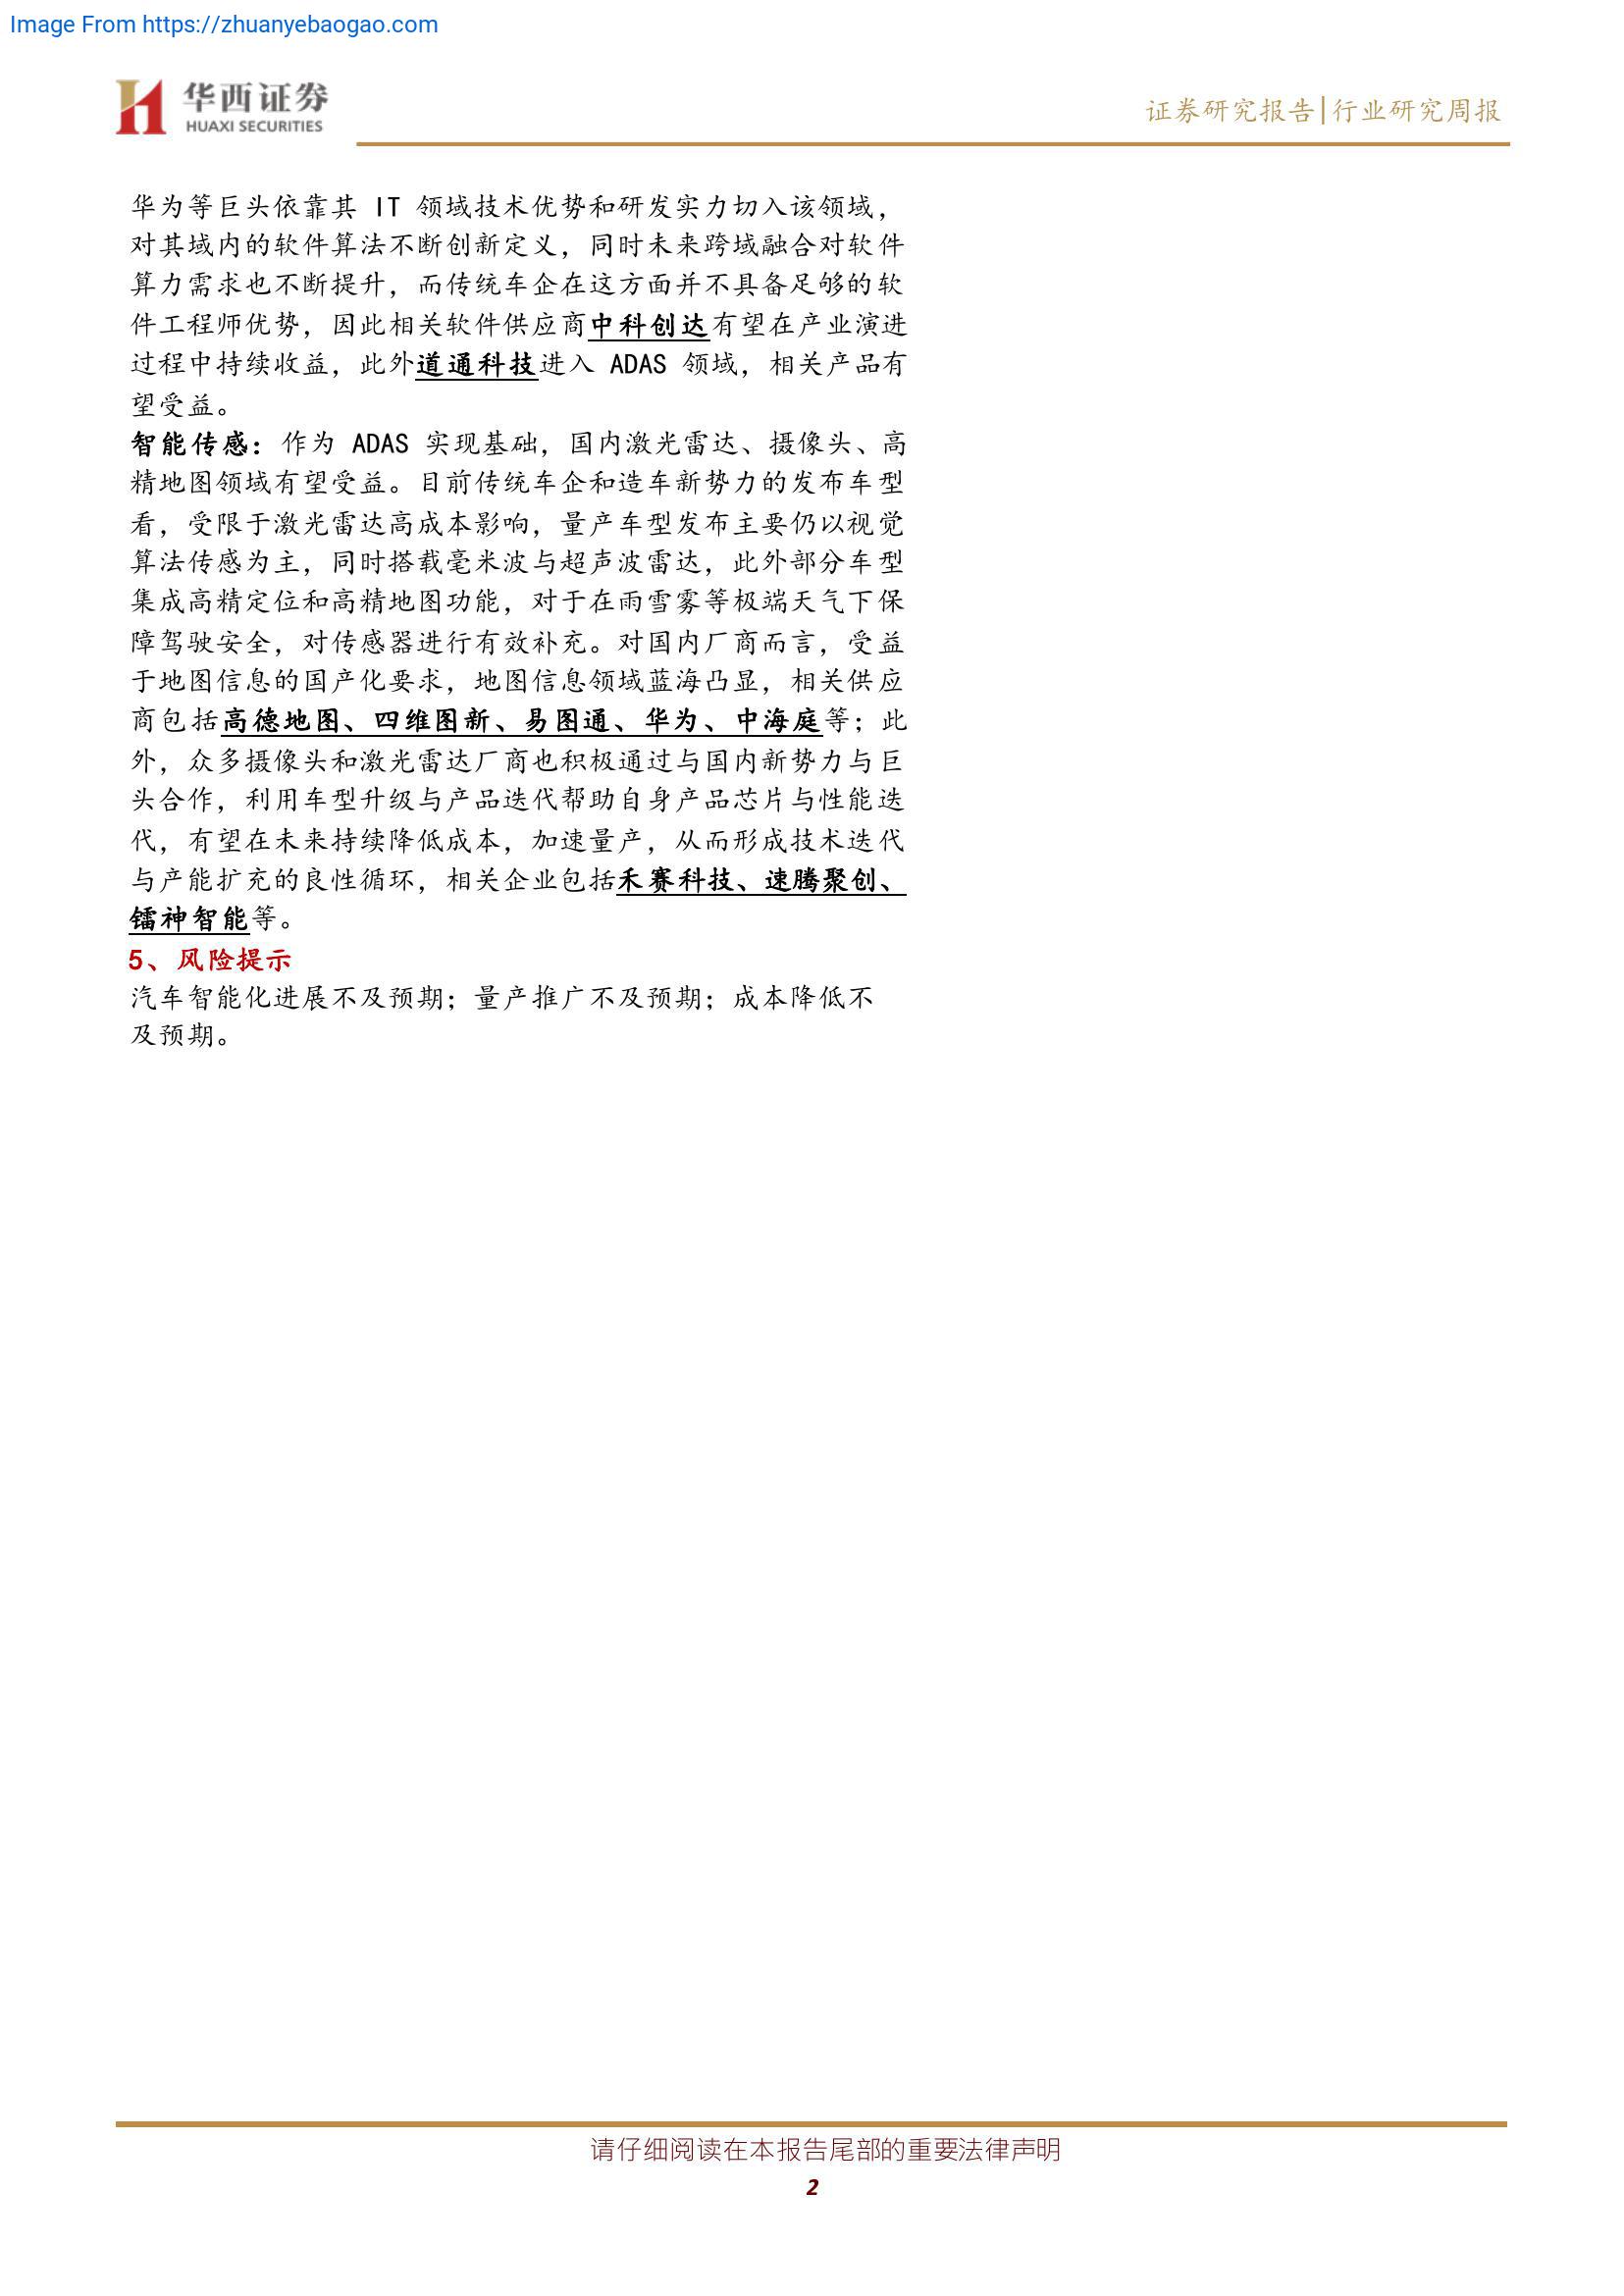 Image From https://zhuanyebaogao.com
华西证券
HUAXI SECURITIES
证券研究报告|行业研究周报
华为等巨头依靠其 IT 领域技术优势和研发实力切入该领域，
对其域内的软件算法不断创新定义，同时未来跨域融合对软件
算力需求也不断提升，而传统车企在这方面并不具备足够的软
件工程师优势，因此相关软件供应商中科创达有望在产业演进
过程中持续收益，此外道通科技进入 ADAS 领域，相关产品有
望受益。
智能传感：作为 ADAS 实现基础，国内激光雷达、摄像头、高
精地图领域有望受益。目前传统车企和造车新势力的发布车型
看，受限于激光雷达高成本影响，量产车型发布主要仍以视觉
算法传感为主，同时搭载毫米波与超声波雷达，此外部分车型
集成高精定位和高精地图功能，对于在雨雪雾等极端天气下保
障驾驶安全，对传感器进行有效补充。对国内厂商而言，受益
于地图信息的国产化要求，地图信息领域蓝海凸显，相关供应
商包括高德地图、四维图新、易图通、华为、中海庭等；此
外，众多摄像头和激光雷达厂商也积极通过与国内新势力与巨
头合作，利用车型升级与产品迭代帮助自身产品芯片与性能迭
代，有望在未来持续降低成本，加速量产，从而形成技术迭代
与产能扩充的良性循环，相关企业包括禾赛科技、速腾聚创、
镭神智能等。
5、风险提示
汽车智能化进展不及预期；量产推广不及预期；成本降低不
及预期。
请仔细阅读在本报告尾部的重要法律声明
2